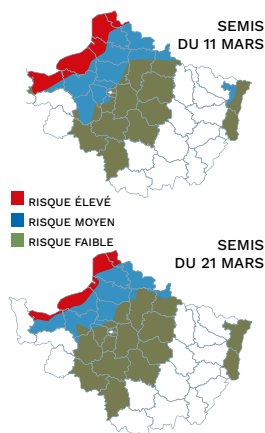 SEMIS
DU 11 MARS
RISQUE ÉLEVÉ
RISQUE MOYEN
RISQUE FAIBLE
SEMIS
DU 21 MARS